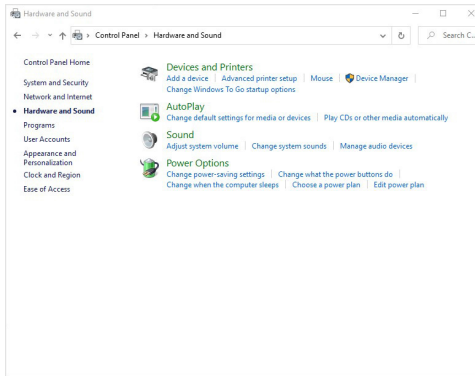 Hardware and Sound
Control Panel > Hardware and Sound
Search C...
Control Panel Home
System and Security
Network and Internet
Hardware and Sound
Programs
User Accounts
Appearance and
Personalization
Clock and Region
Ease of Access
Devices and Printers
Add a device | Advanced printer setup | Mouse | Device Manager |
Change Windows To Go startup options
AutoPlay
Change default settings for media or devices | Play CDs or other media automatically
Sound
Adjust system volume | Change system sounds | Manage audio devices
Power Options
Change power-saving settings | Change what the power buttons do |
Change when the computer sleeps | Choose a power plan | Edit power plan